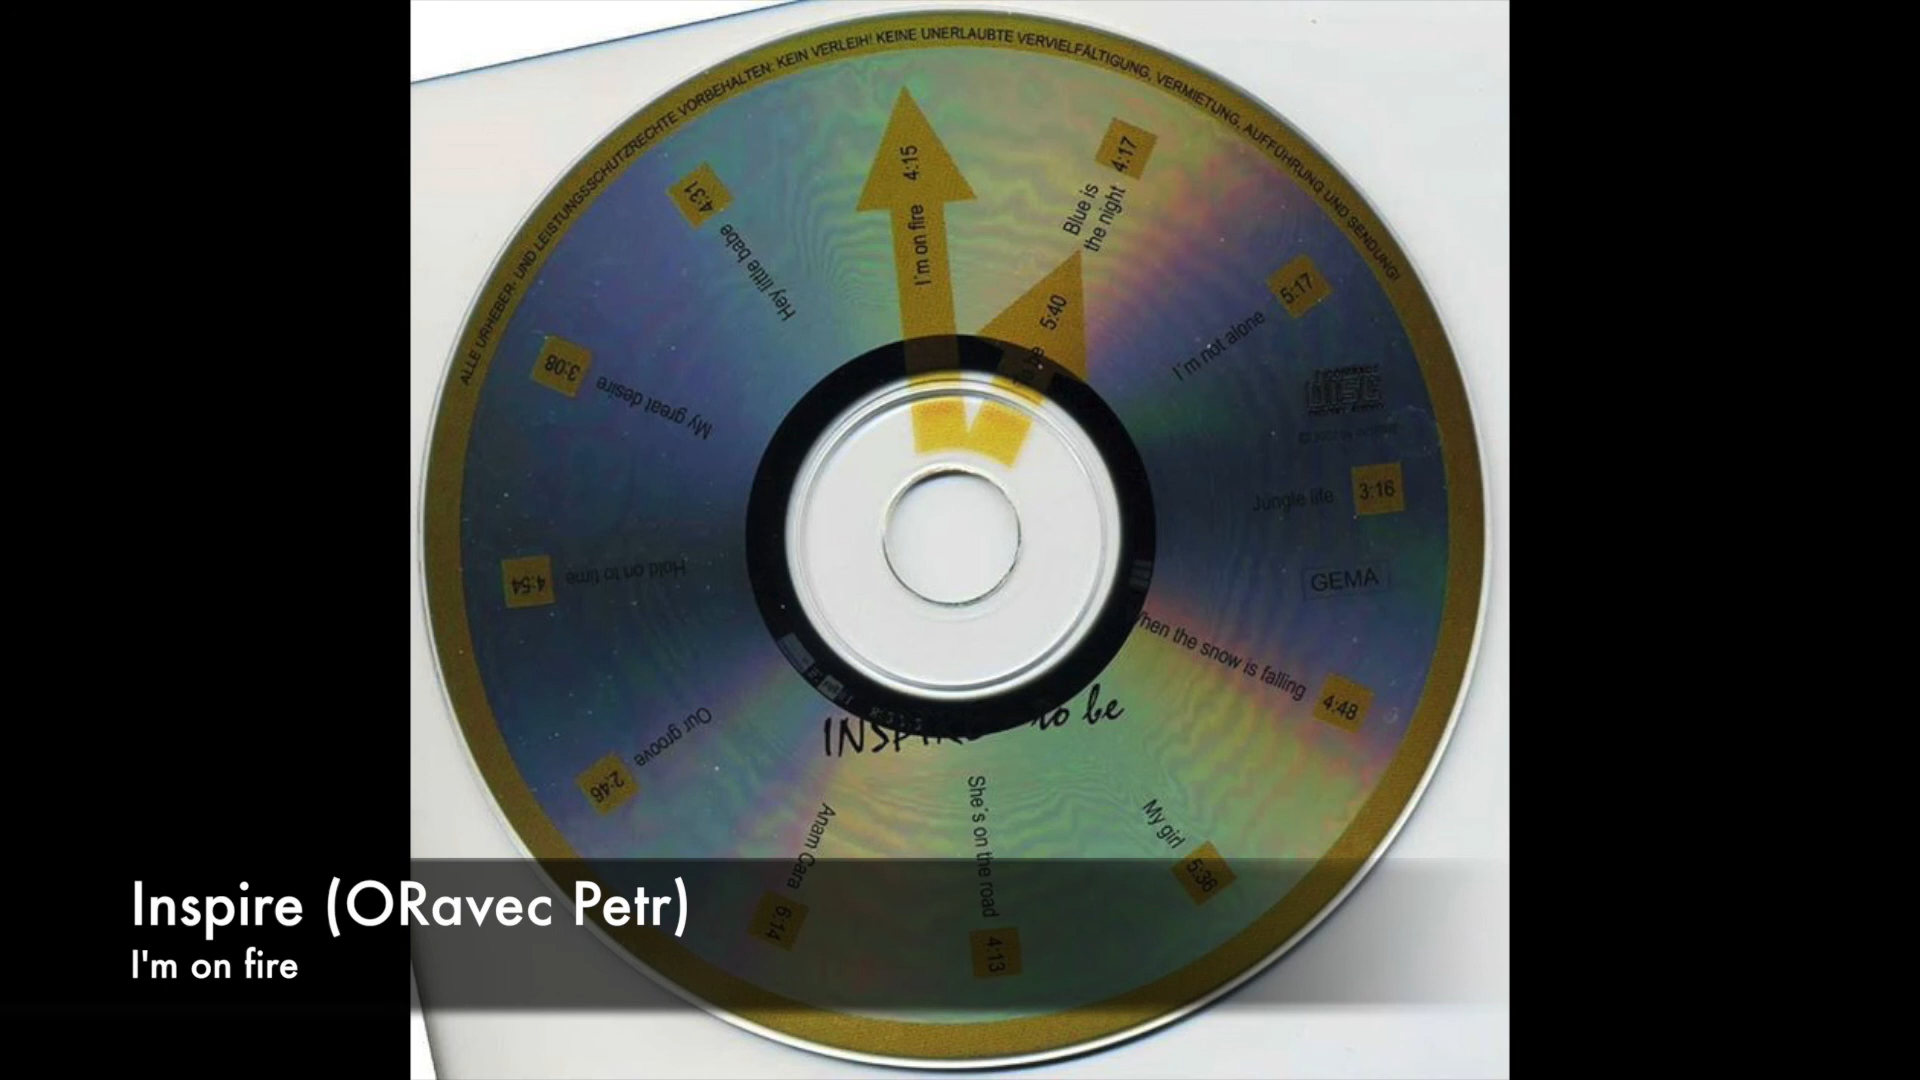 ALLE URHEBER- UND LEISTUNGSSCHUTZRECHTE VORBEHALTEN: KEIN VERLEIH! KEINE UNERLAUBTE VERVIELFÄLTIGUNG, VERMIETUNG, AUFFÜHRUNG UND SENDUNG!
I´m on fire 4:15
Blue is
the night 4:17
to be 5:40
I´m not alone 5:17
DISC
Jungle life 3:16
GEMA
When the snow is falling 4:48
My girl 5:36
She´s on the road 4:13
Anam Cara 6:14
Our groove 2:46
Hold on to time 4:54
My great desire 3:08
Hey little babe 4:31
to be
Inspire (ORavec Petr)
I'm on fire